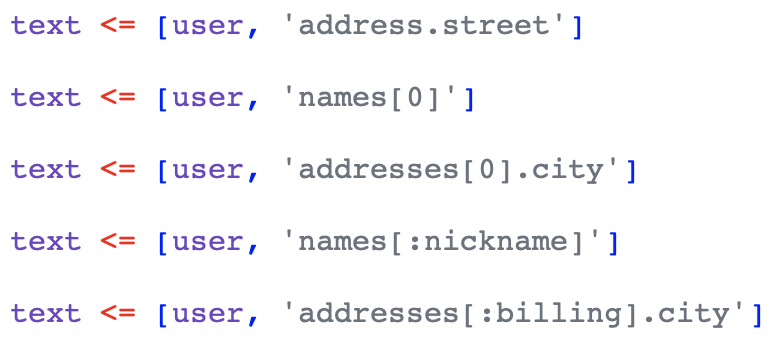 text <= [user, 'address.street']
text <= [user, 'names[0]']
text <= [user, 'addresses[0].city']
text <= [user, 'names[:nickname]']
text <= [user, 'addresses[:billing].city']